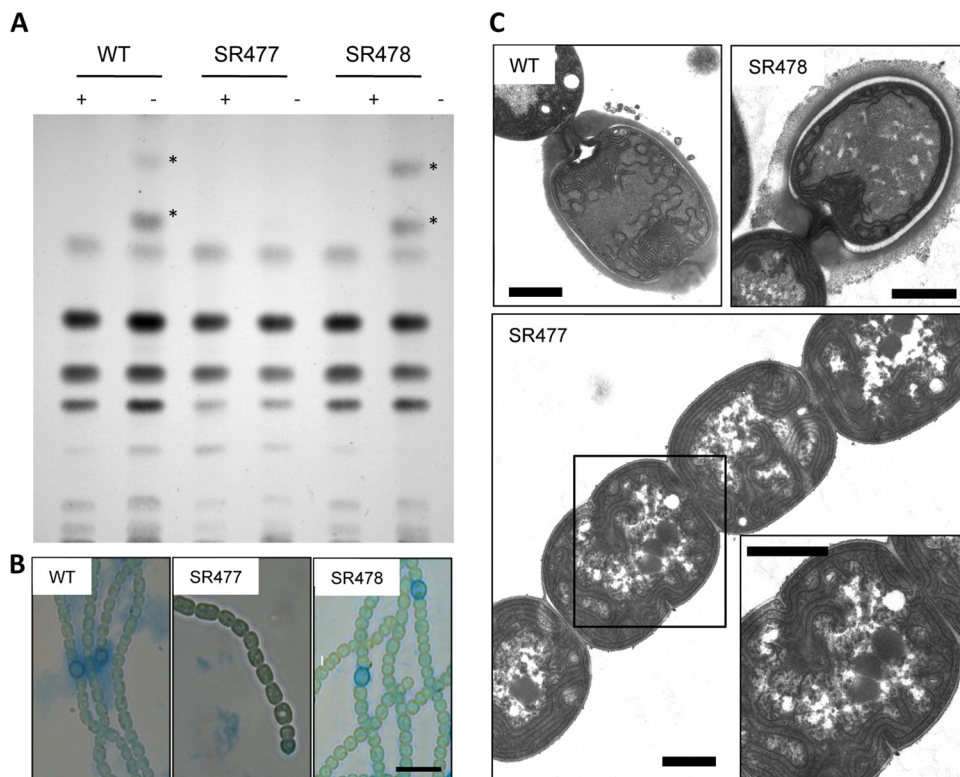 A
WT SR477 SR478
+ - + - + -
*
*
*
*
B
WT
SR477
SR478
C
WT
SR478
SR477